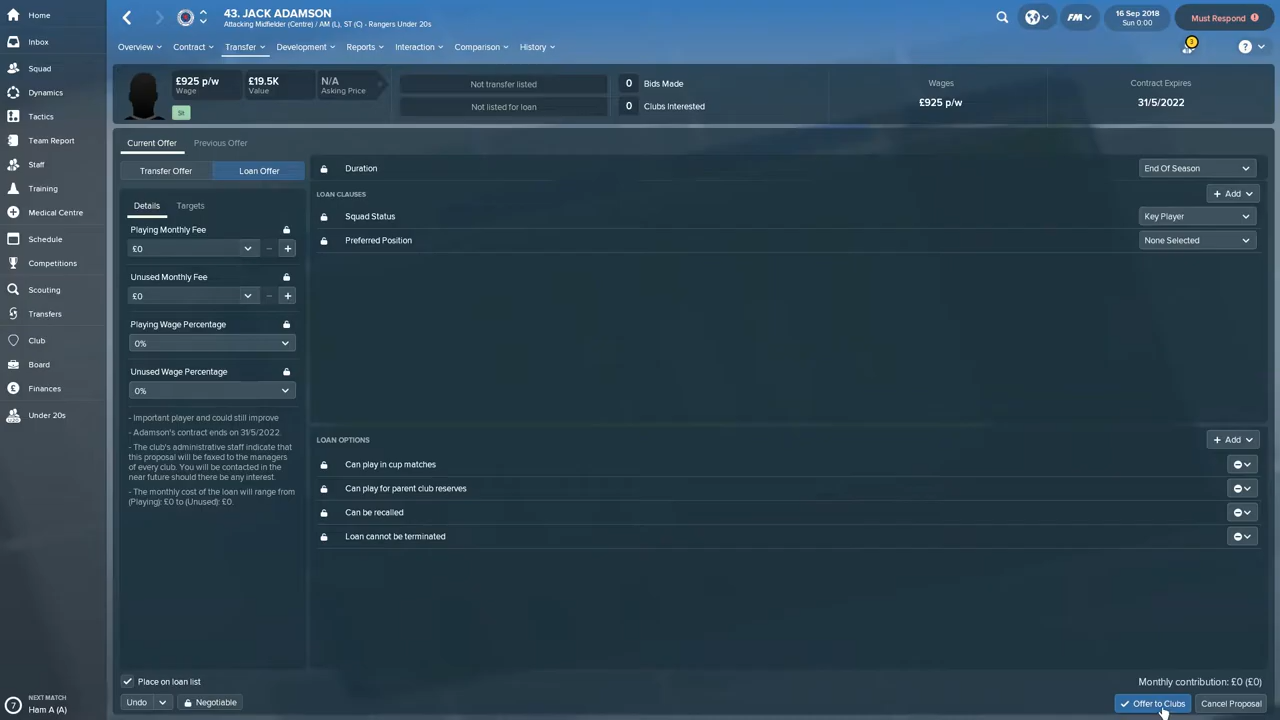 Home
Inbox
Squad
Dynamics
Tactics
Team Report
Staff
Training
Medical Centre
Schedule
Competitions
Scouting
Transfers
Club
Board
Finances
Under 20s
NEXT MATCH
Ham A (A)
43. JACK ADAMSON
Attacking Midfielder (Centre) / AM (L), ST (C) - Rangers Under 20s
FM
16 Sep 2018
Sun 0:00
Must Respond
Overview
Contract
Transfer
Development
Reports
Interaction
Comparison
History
3
?
£925 p/w
Wage
£19.5K
Value
N/A
Asking Price
Slt
Not transfer listed
Not listed for loan
0 Bids Made
0 Clubs Interested
Wages
£925 p/w
Contract Expires
31/5/2022
Current Offer
Previous Offer
Transfer Offer
Loan Offer
Details
Targets
Playing Monthly Fee
£0
Unused Monthly Fee
£0
Playing Wage Percentage
0%
Unused Wage Percentage
0%
- Important player and could still improve
- Adamson's contract ends on 31/5/2022.
- The club's administrative staff indicate that
this proposal will be faxed to the managers
of every club. You will be contacted in the
near future should there be any interest.
- The monthly cost of the loan will range from
(Playing): £0 to (Unused): £0.
Duration
End Of Season
LOAN CLAUSES
+ Add
Squad Status
Key Player
Preferred Position
None Selected
LOAN OPTIONS
+ Add
Can play in cup matches
Can play for parent club reserves
Can be recalled
Loan cannot be terminated
Place on loan list
Undo
Negotiable
Monthly contribution: £0 (£0)
Offer to Clubs
Cancel Proposal